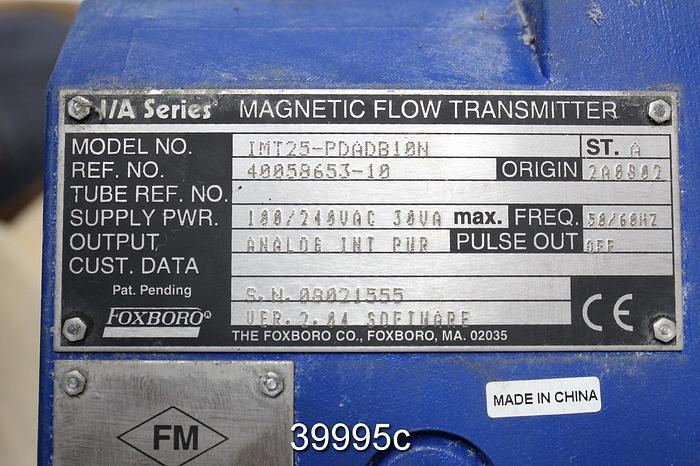 I/A Series® MAGNETIC FLOW TRANSMITTER
MODEL NO. IMT25-PDADB10N ST. A
REF. NO. 40058653-10 ORIGIN 2A0802
TUBE REF. NO.
SUPPLY PWR. 100/240VAC 30VA max. FREQ. 50/60HZ
OUTPUT ANALOG INT PWR PULSE OUT OFF
CUST. DATA
Pat. Pending S.N.08021555
FOXBORO® VER.2.04 SOFTWARE CE
THE FOXBORO CO., FOXBORO, MA. 02035
MADE IN CHINA
FM
39995c